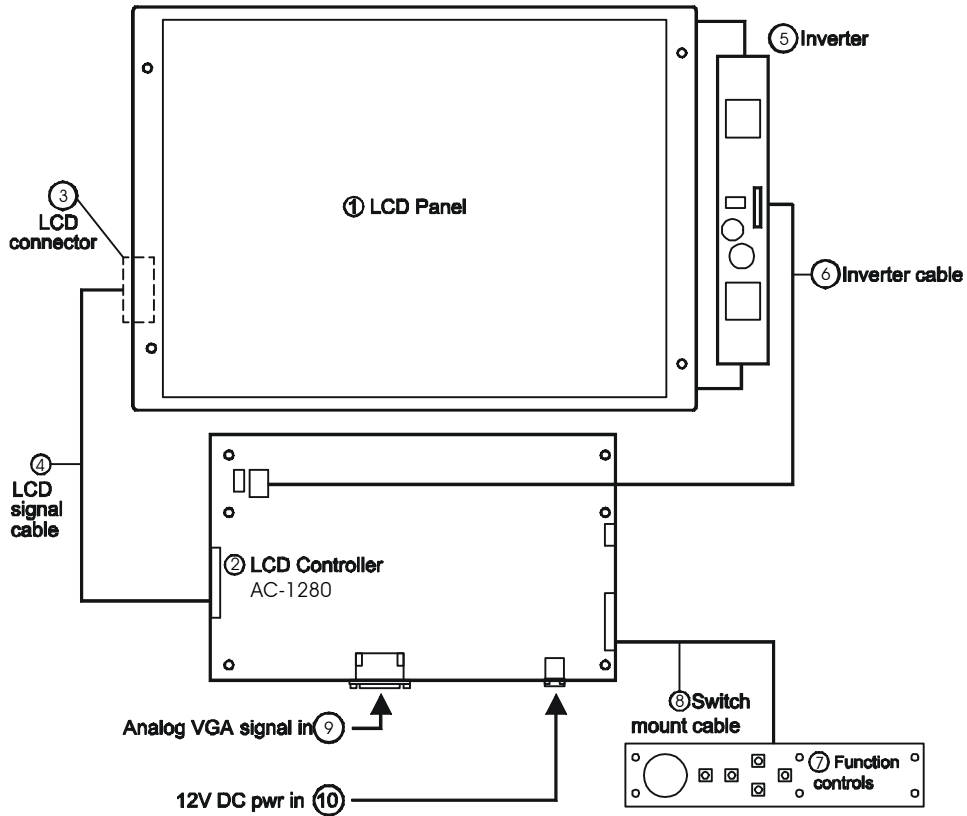 5 Inverter
3
LCD
connector
1 LCD Panel
6 Inverter cable
4
LCD
signal
cable
2 LCD Controller
AC-1280
8 Switch
mount cable
Analog VGA signal in 9
7 Function
controls
12V DC pwr in 10